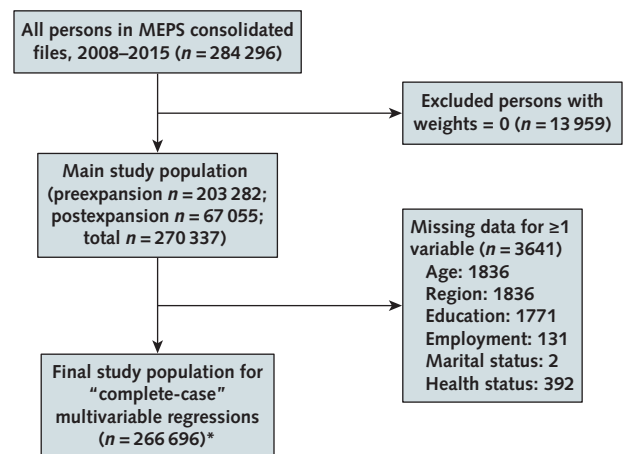 All persons in MEPS consolidated
files, 2008–2015 (n = 284 296)
Excluded persons with
weights = 0 (n = 13 959)
Main study population
(preexpansion n = 203 282;
postexpansion n = 67 055;
total n = 270 337)
Missing data for ≥1
variable (n = 3641)
Age: 1836
Region: 1836
Education: 1771
Employment: 131
Marital status: 2
Health status: 392
Final study population for
“complete-case”
multivariable regressions
(n = 266 696)*